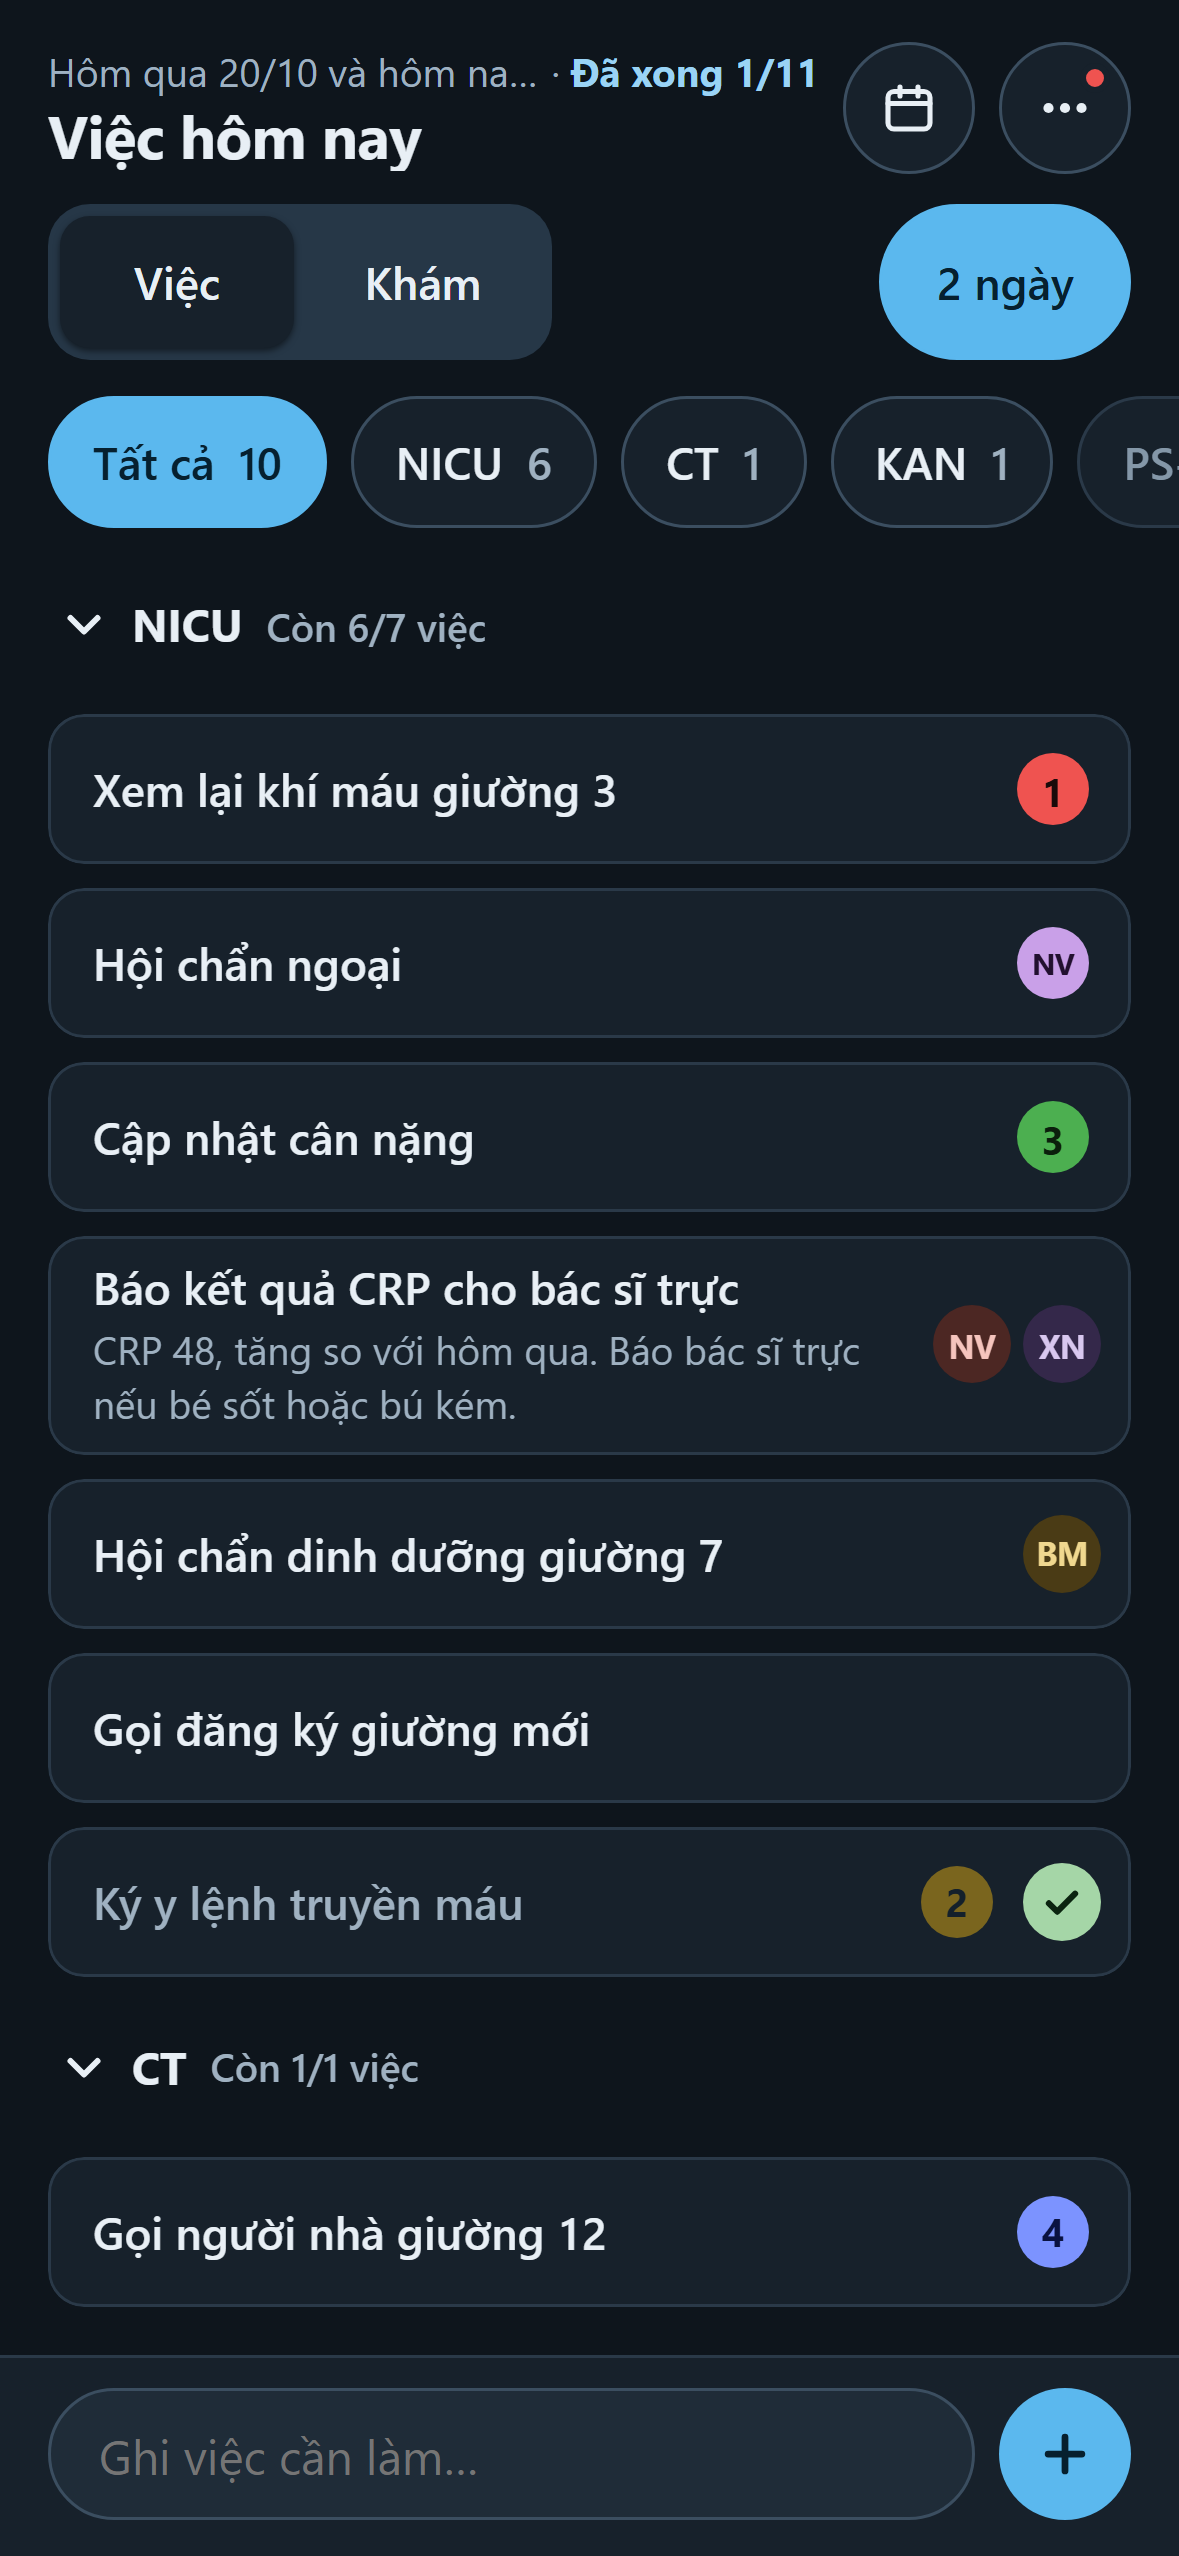 Hôm qua 20/10 và hôm na... · Đã xong 1/11
Việc hôm nay
Việc Khám 2 ngày
Tất cả 10 NICU 6 CT 1 KAN 1 PS-
NICU Còn 6/7 việc
Xem lại khí máu giường 3 1
Hội chẩn ngoại NV
Cập nhật cân nặng 3
Báo kết quả CRP cho bác sĩ trực
CRP 48, tăng so với hôm qua. Báo bác sĩ trực
nếu bé sốt hoặc bú kém.
NV XN
Hội chẩn dinh dưỡng giường 7 BM
Gọi đăng ký giường mới
Ký y lệnh truyền máu 2
CT Còn 1/1 việc
Gọi người nhà giường 12 4
Ghi việc cần làm...